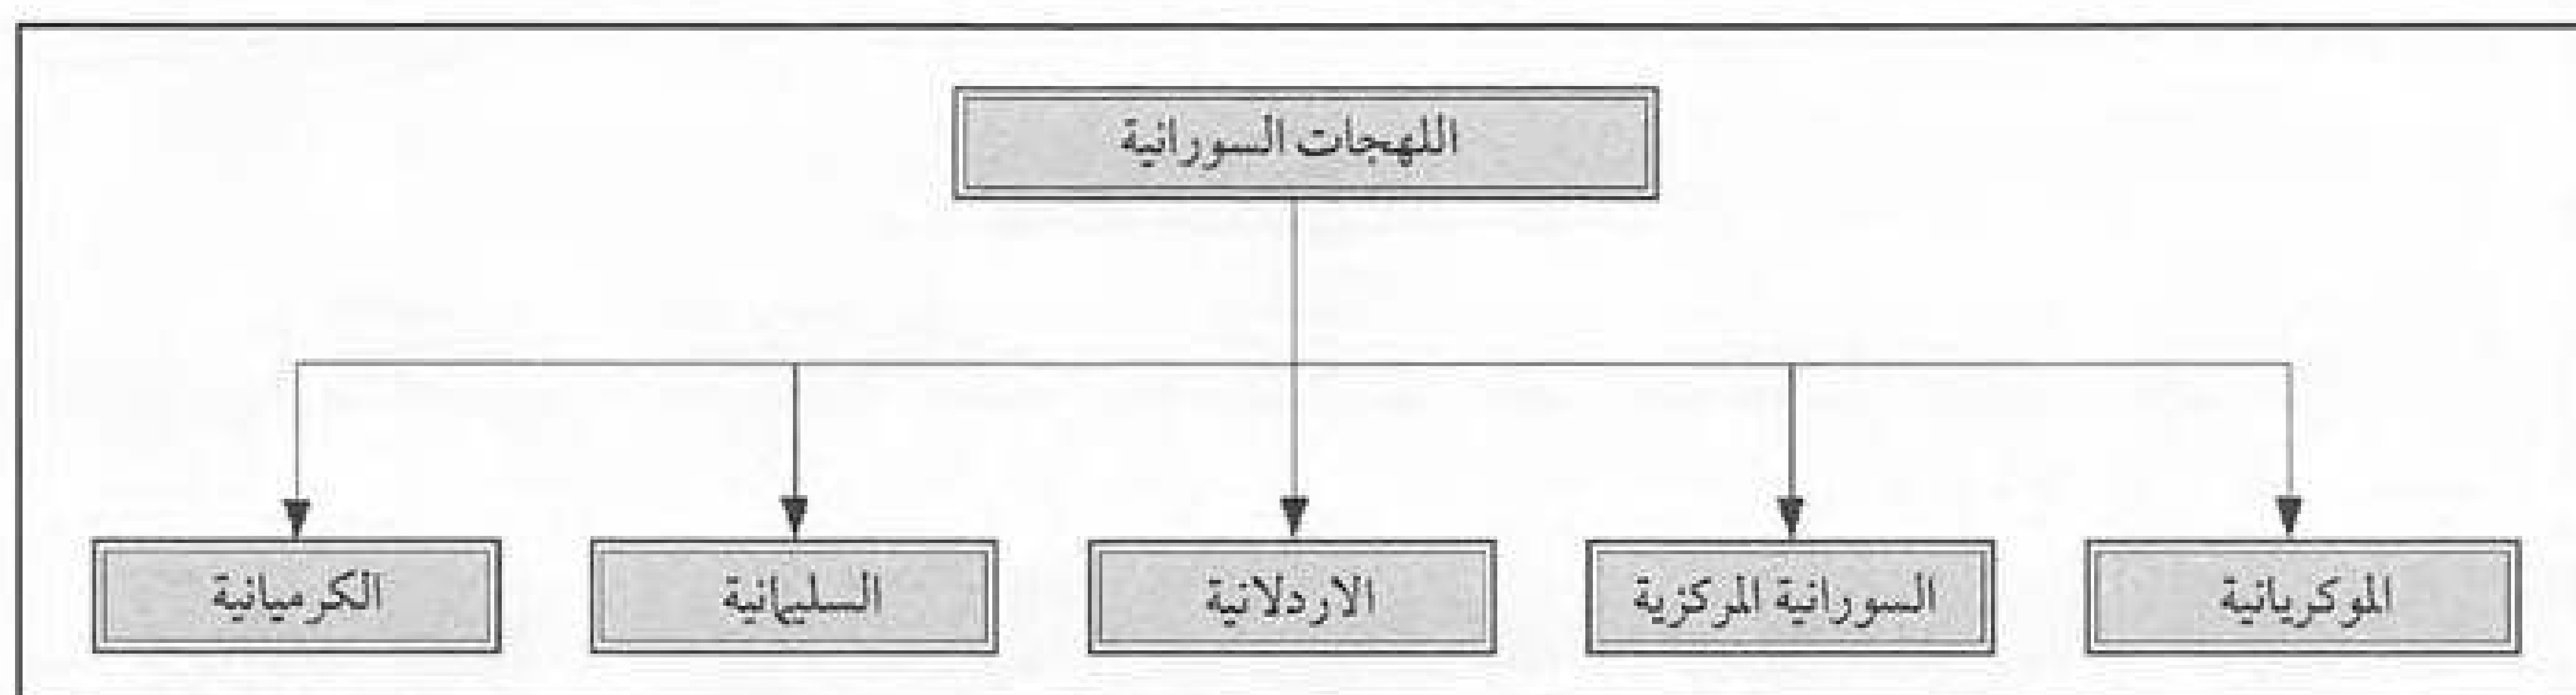 اللهجات السورانية
الموكريانية
السورانية المركزية
الاردلانية
السليمانية
الكرميانية